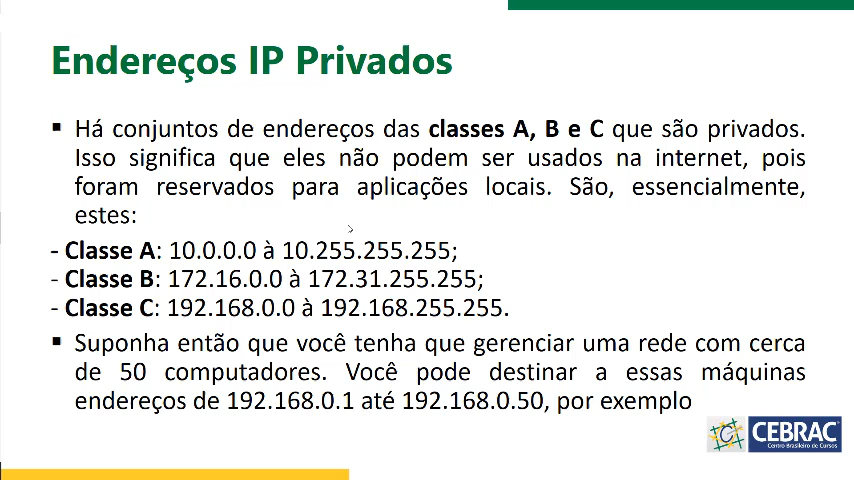 Endereços IP Privados
▪ Há conjuntos de endereços das classes A, B e C que são privados.
Isso significa que eles não podem ser usados na internet, pois
foram reservados para aplicações locais. São, essencialmente,
estes:
- Classe A: 10.0.0.0 à 10.255.255.255;
- Classe B: 172.16.0.0 à 172.31.255.255;
- Classe C: 192.168.0.0 à 192.168.255.255.
▪ Suponha então que você tenha que gerenciar uma rede com cerca
de 50 computadores. Você pode destinar a essas máquinas
endereços de 192.168.0.1 até 192.168.0.50, por exemplo
CEBRAC
Centro Brasileiro de Cursos